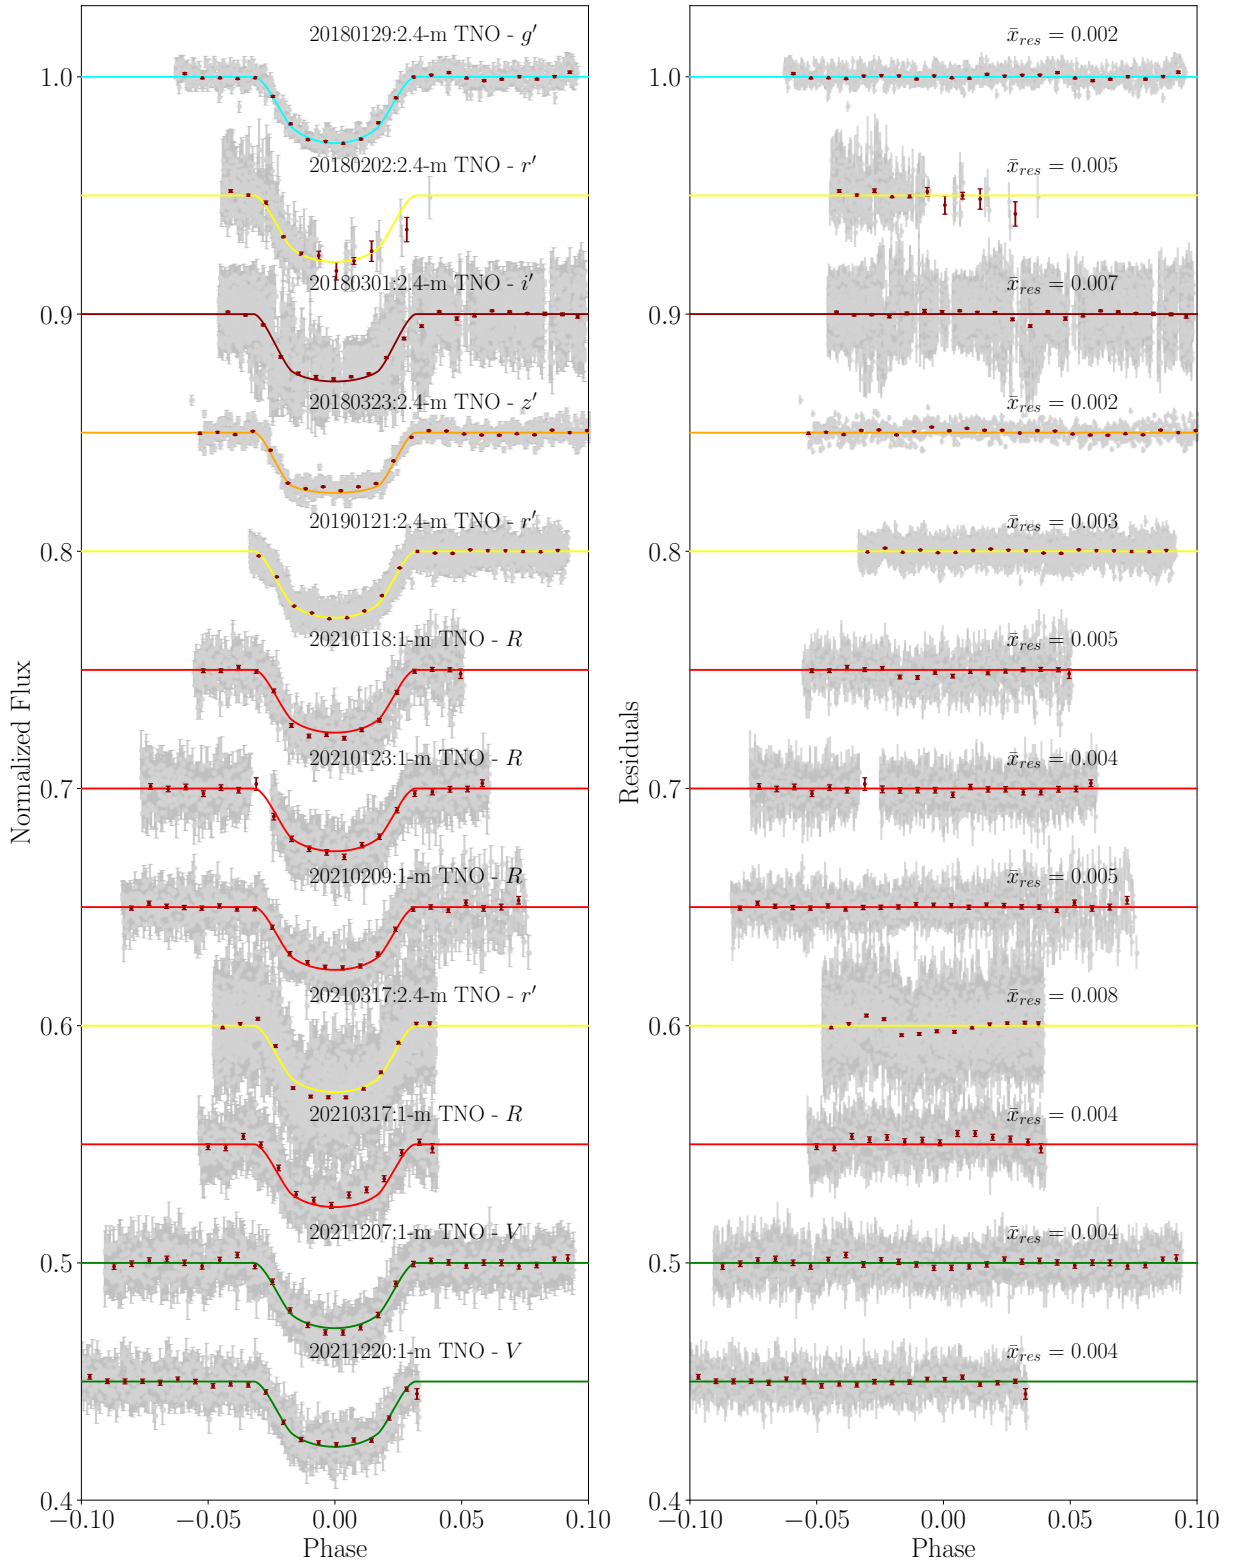 20180129:2.4-m TNO - g′
20180202:2.4-m TNO - r′
20180301:2.4-m TNO - i′
20180323:2.4-m TNO - z′
20190121:2.4-m TNO - r′
20210118:1-m TNO - R
20210123:1-m TNO - R
20210209:1-m TNO - R
20210317:2.4-m TNO - r′
20210317:1-m TNO - R
20211207:1-m TNO - V
20211220:1-m TNO - V
1.0
0.9
0.8
0.7
0.6
0.5
0.4
Normalized Flux
−0.10 −0.05 0.00 0.05 0.10
Phase
x̄res = 0.002
x̄res = 0.005
x̄res = 0.007
x̄res = 0.002
x̄res = 0.003
x̄res = 0.005
x̄res = 0.004
x̄res = 0.005
x̄res = 0.008
x̄res = 0.004
x̄res = 0.004
x̄res = 0.004
1.0
0.9
0.8
0.7
0.6
0.5
0.4
Residuals
−0.10 −0.05 0.00 0.05 0.10
Phase